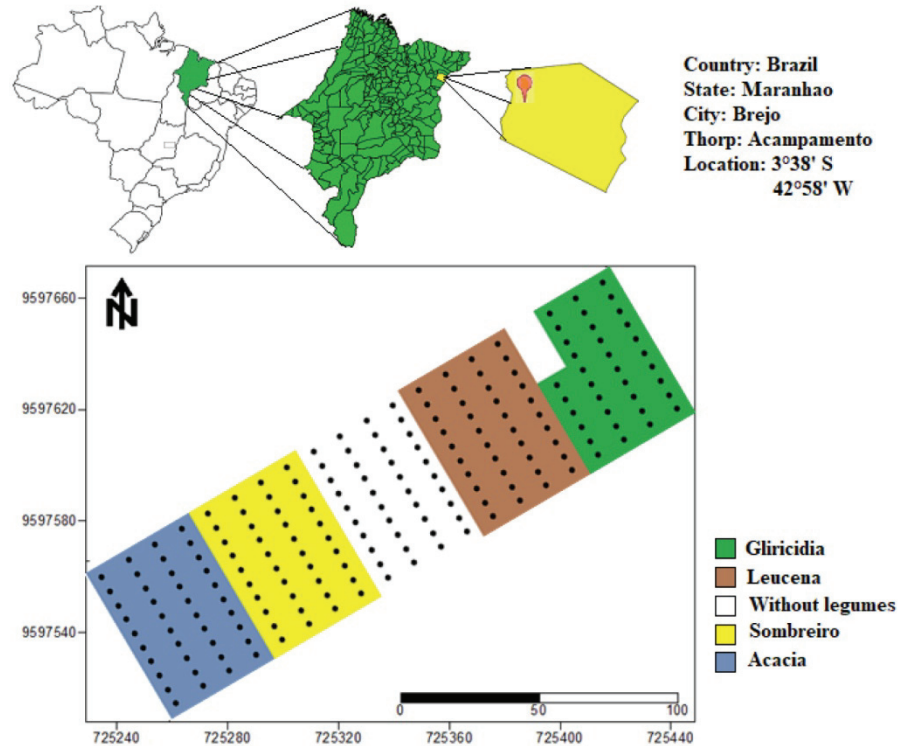 Country: Brazil
State: Maranhao
City: Brejo
Thorp: Acampamento
Location: 3°38' S
42°58' W
9597660
9597620
9597580
9597540
N
Gliricidia
Leucena
Without legumes
Sombreiro
Acacia
0 50 100
725240 725280 725320 725360 725400 725440